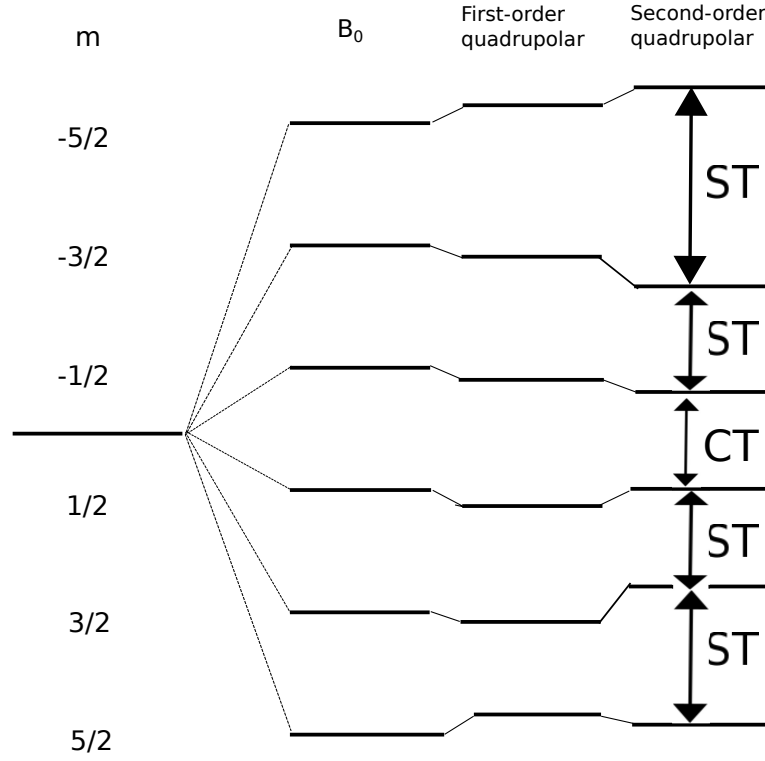 m
B₀
First-order
quadrupolar
Second-order
quadrupolar
-5/2
ST
-3/2
ST
-1/2
CT
1/2
ST
3/2
ST
5/2